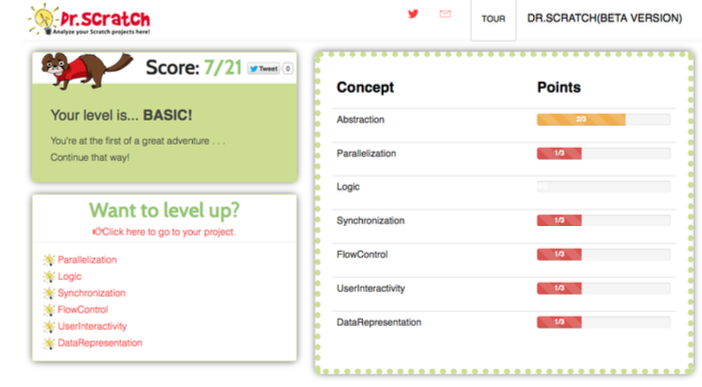 Dr.Scratch
Analyze your Scratch projects here!
TOUR
DR.SCRATCH(BETA VERSION)
Score: 7/21
Tweet
0
Your level is... BASIC!
You're at the first of a great adventure . . .
Continue that way!
Want to level up?
Click here to go to your project.
Parallelization
Logic
Synchronization
FlowControl
UserInteractivity
DataRepresentation
Concept Points
Abstraction 2/3
Parallelization 1/3
Logic
Synchronization 1/3
FlowControl 1/3
UserInteractivity 1/3
DataRepresentation 1/3